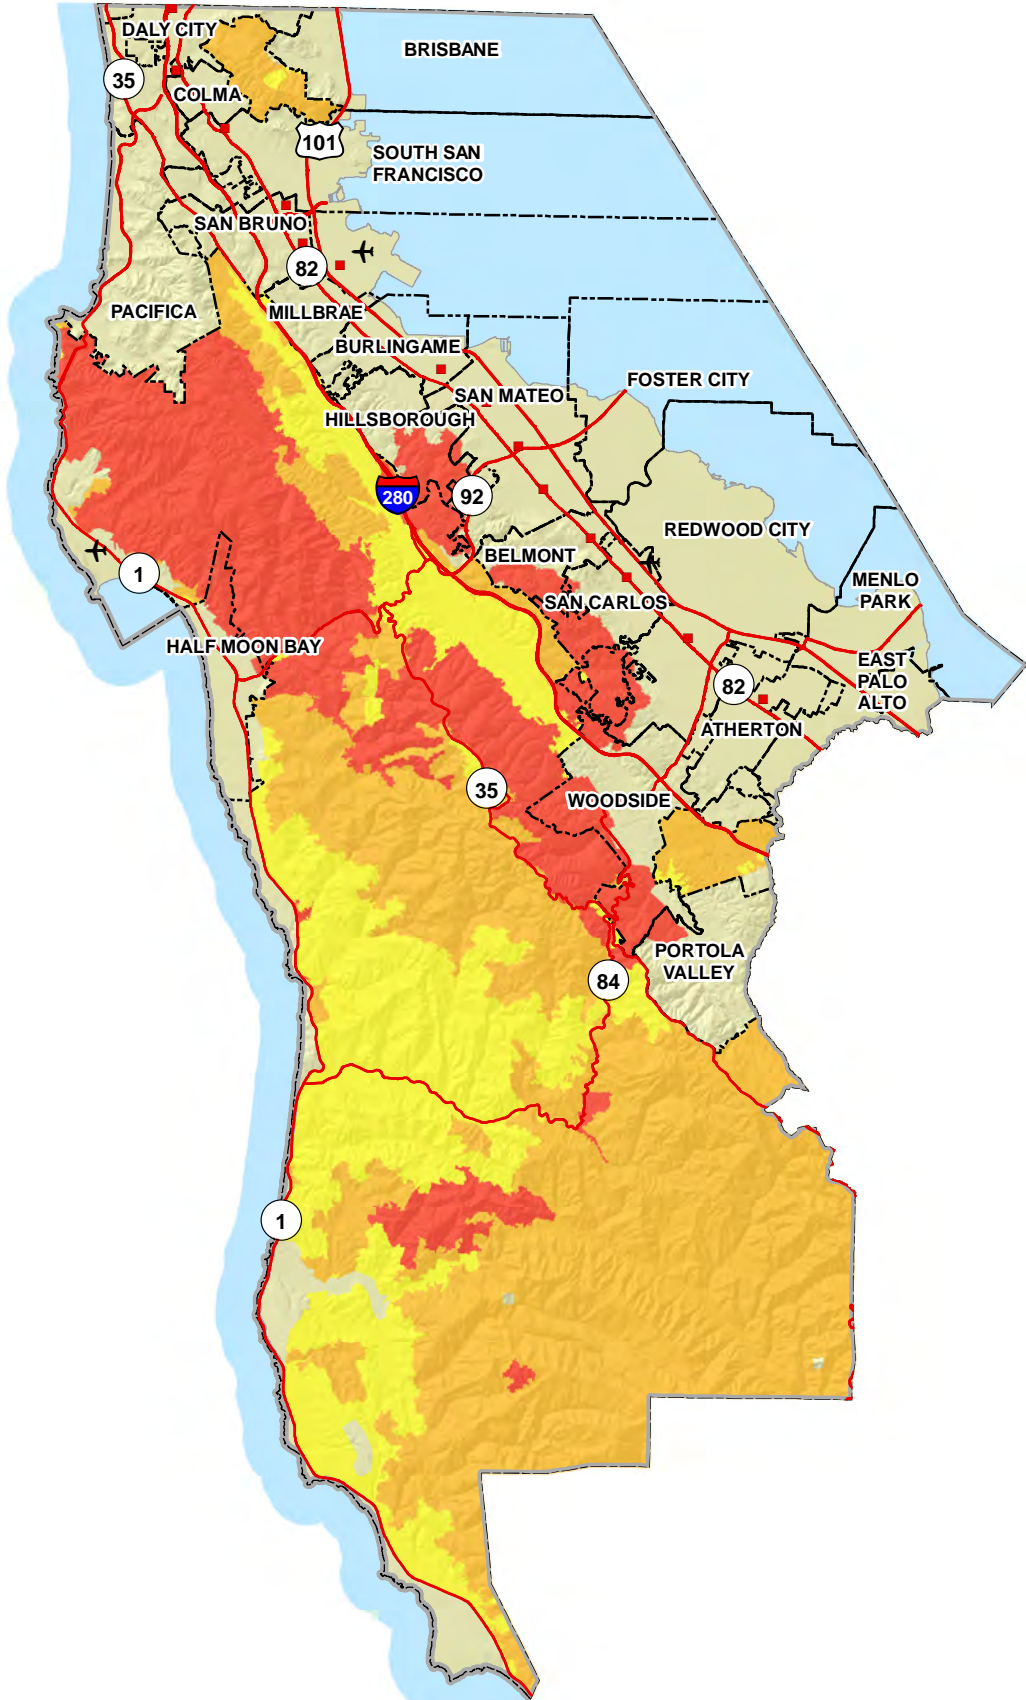 DALY CITY
BRISBANE
35
COLMA
101
SOUTH SAN
FRANCISCO
SAN BRUNO
82
PACIFICA
MILLBRAE
BURLINGAME
FOSTER CITY
SAN MATEO
HILLSBOROUGH
280
92
REDWOOD CITY
BELMONT
1
MENLO
PARK
SAN CARLOS
HALF MOON BAY
EAST
PALO
ALTO
82
ATHERTON
35
WOODSIDE
PORTOLA
VALLEY
84
1